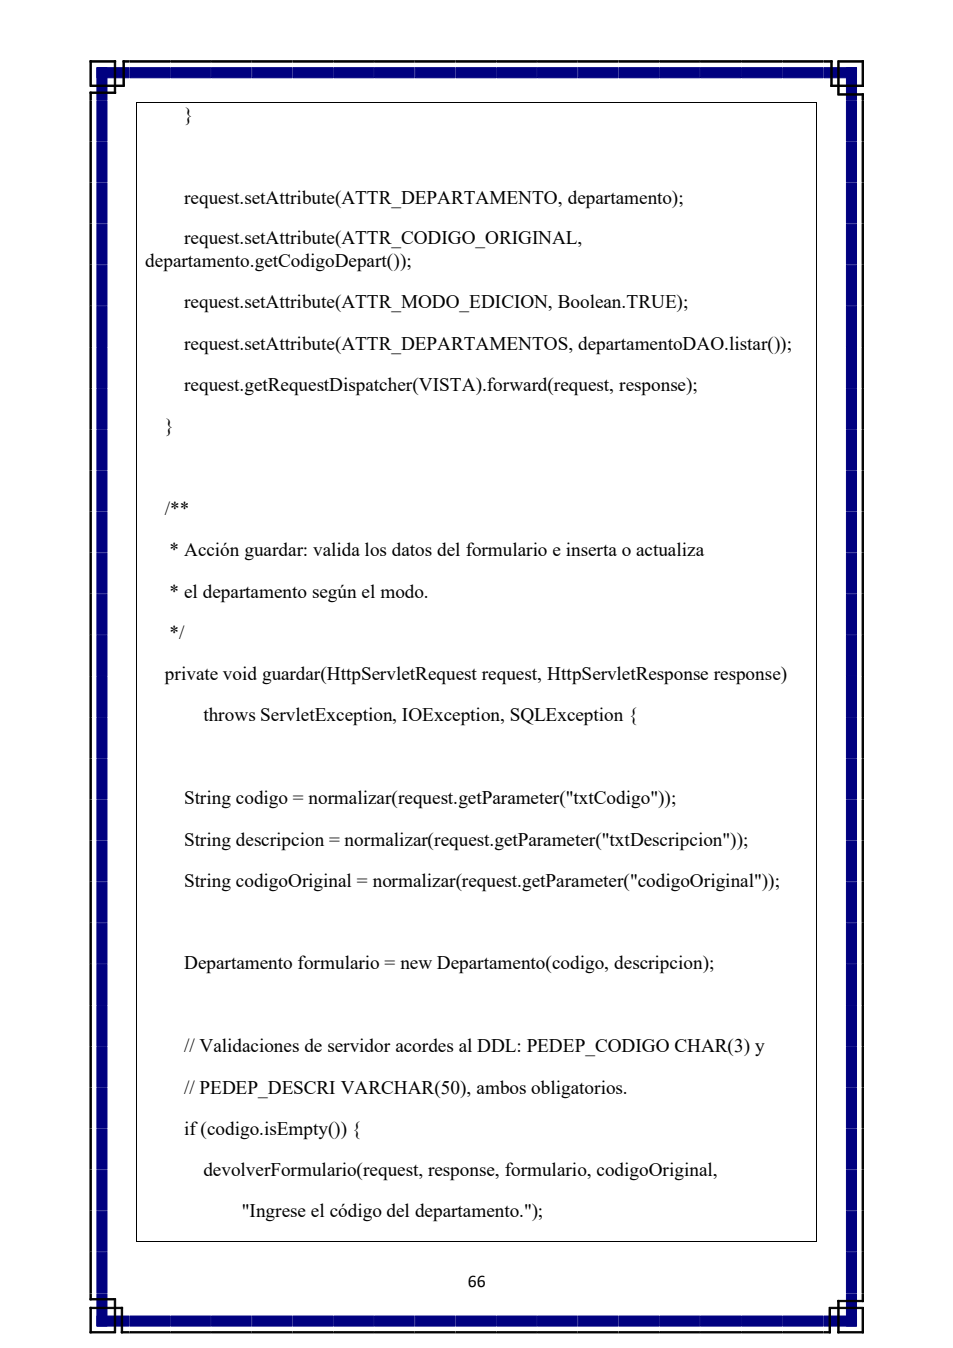 }
request.setAttribute(ATTR_DEPARTAMENTO, departamento);
request.setAttribute(ATTR_CODIGO_ORIGINAL,
departamento.getCodigoDepart());
request.setAttribute(ATTR_MODO_EDICION, Boolean.TRUE);
request.setAttribute(ATTR_DEPARTAMENTOS, departamentoDAO.listar());
request.getRequestDispatcher(VISTA).forward(request, response);
}
/**
* Acción guardar: valida los datos del formulario e inserta o actualiza
* el departamento según el modo.
*/
private void guardar(HttpServletRequest request, HttpServletResponse response)
throws ServletException, IOException, SQLException {
String codigo = normalizar(request.getParameter("txtCodigo"));
String descripcion = normalizar(request.getParameter("txtDescripcion"));
String codigoOriginal = normalizar(request.getParameter("codigoOriginal"));
Departamento formulario = new Departamento(codigo, descripcion);
// Validaciones de servidor acordes al DDL: PEDEP_CODIGO CHAR(3) y
// PEDEP_DESCRI VARCHAR(50), ambos obligatorios.
if (codigo.isEmpty()) {
devolverFormulario(request, response, formulario, codigoOriginal,
"Ingrese el código del departamento.");
66